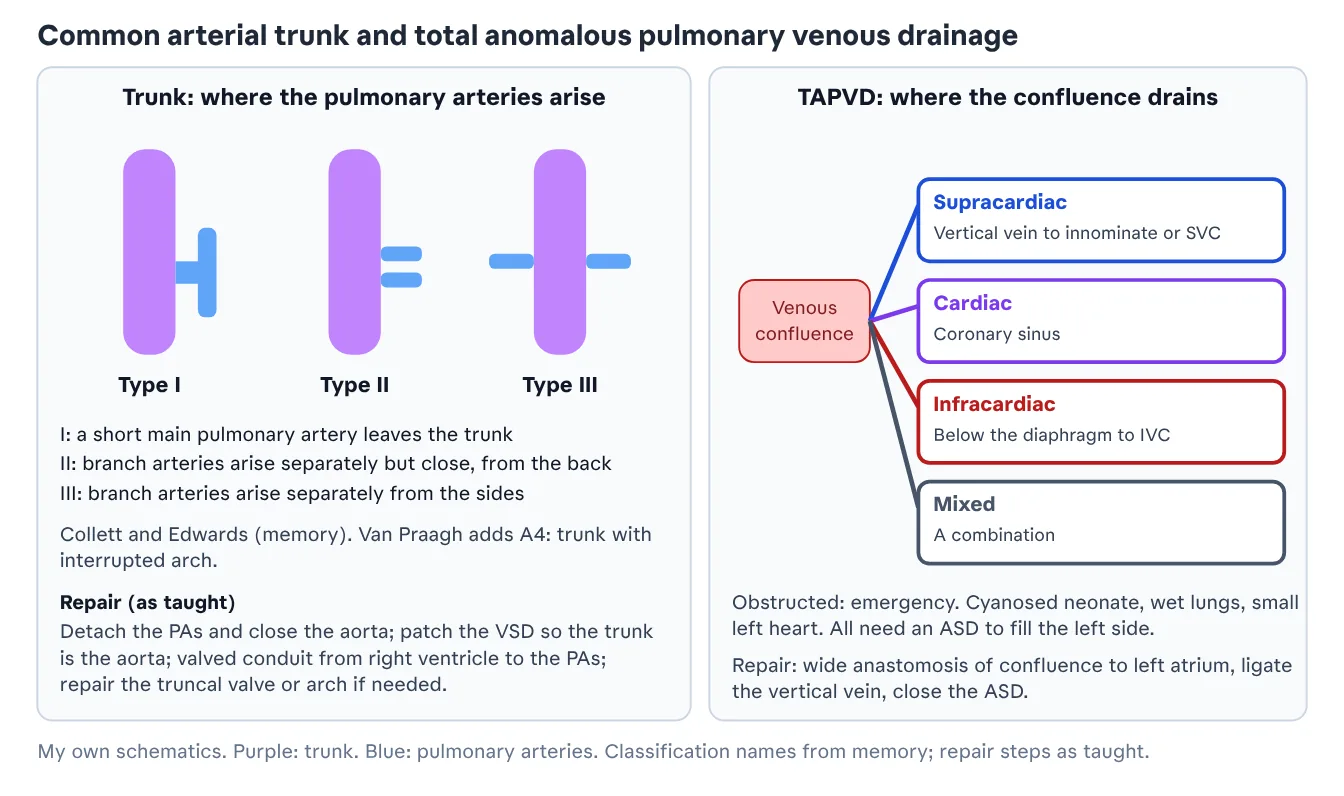 Common arterial trunk and total anomalous pulmonary venous drainage
Trunk: where the pulmonary arteries arise
Type I
Type II
Type III
I: a short main pulmonary artery leaves the trunk
II: branch arteries arise separately but close, from the back
III: branch arteries arise separately from the sides
Collett and Edwards (memory). Van Praagh adds A4: trunk with
interrupted arch.
Repair (as taught)
Detach the PAs and close the aorta; patch the VSD so the trunk
is the aorta; valved conduit from right ventricle to the PAs;
repair the truncal valve or arch if needed.
TAPVD: where the confluence drains
Venous
confluence
Supracardiac
Vertical vein to innominate or SVC
Cardiac
Coronary sinus
Infracardiac
Below the diaphragm to IVC
Mixed
A combination
Obstructed: emergency. Cyanosed neonate, wet lungs, small
left heart. All need an ASD to fill the left side.
Repair: wide anastomosis of confluence to left atrium, ligate
the vertical vein, close the ASD.
My own schematics. Purple: trunk. Blue: pulmonary arteries. Classification names from memory; repair steps as taught.